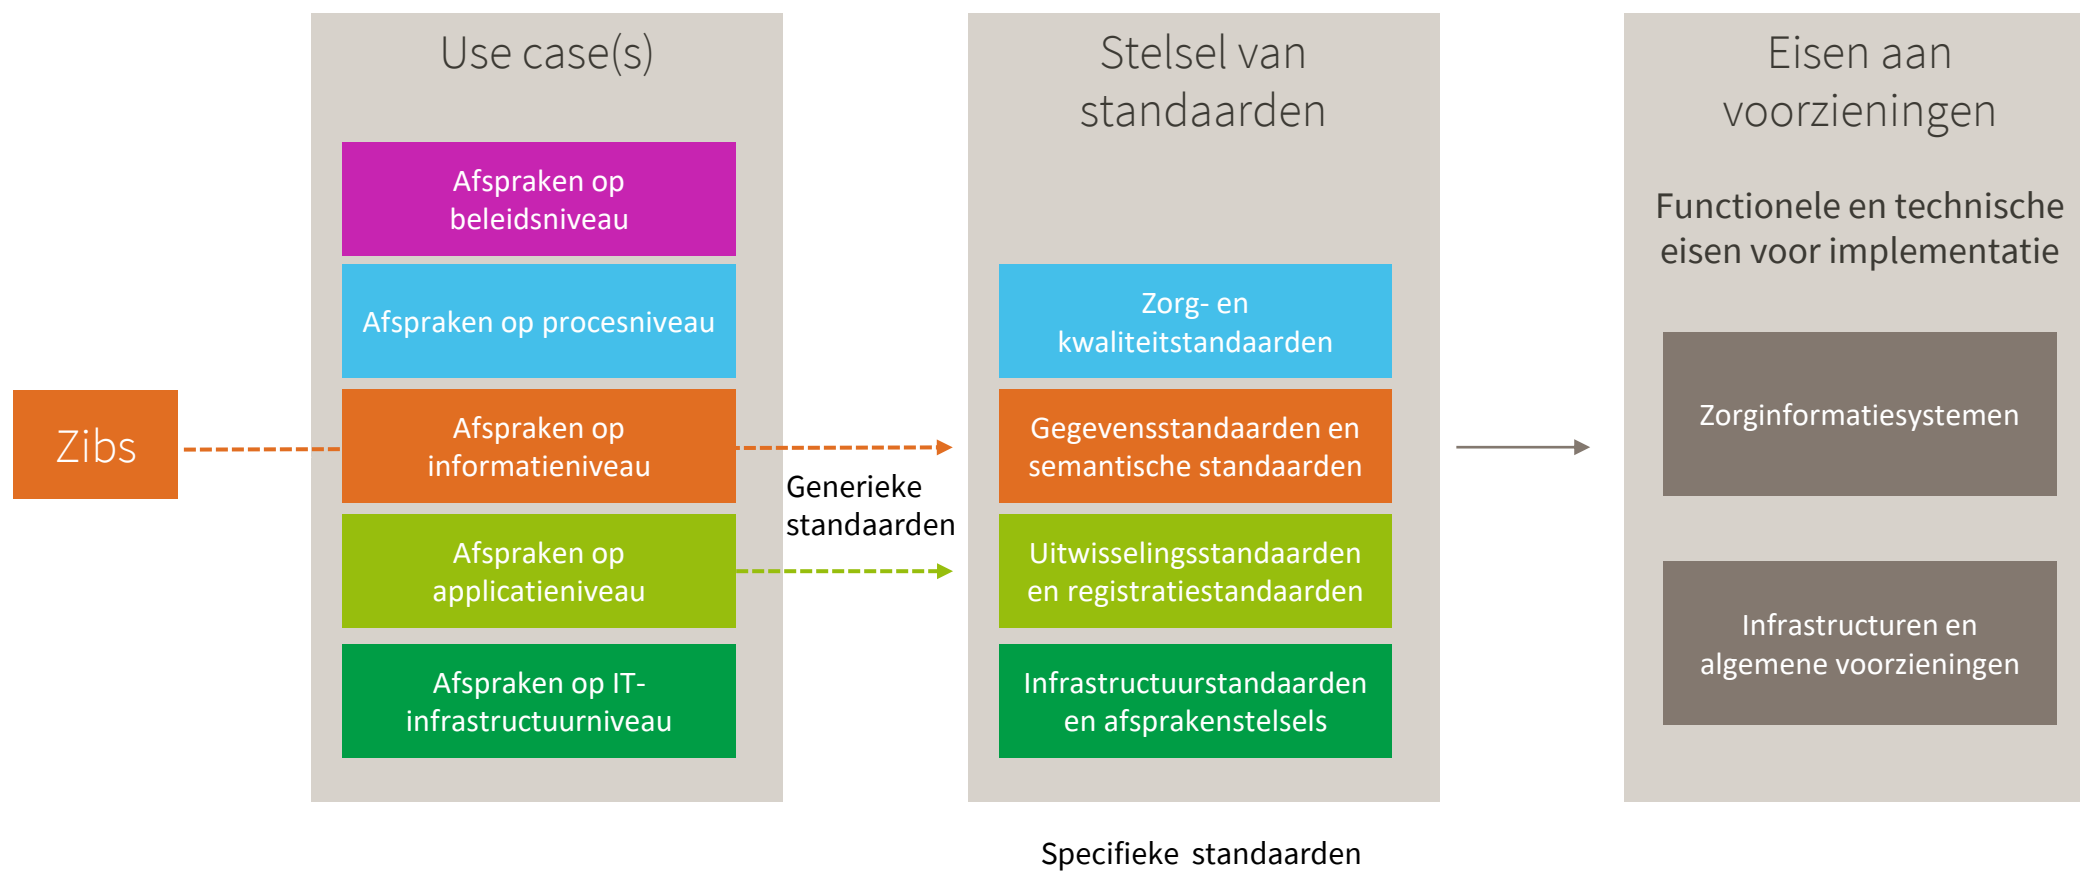 Zibs
Use case(s)
Afspraken op
beleidsniveau
Afspraken op procesniveau
Afspraken op
informatieniveau
Afspraken op
applicatieniveau
Afspraken op IT-
infrastructuurniveau
Generieke
standaarden
Stelsel van
standaarden
Zorg- en
kwaliteitstandaarden
Gegevensstandaarden en
semantische standaarden
Uitwisselingsstandaarden
en registratiestandaarden
Infrastructuurstandaarden
en afsprakenstelsels
Specifieke standaarden
Eisen aan
voorzieningen
Functionele en technische
eisen voor implementatie
Zorginformatiesystemen
Infrastructuren en
algemene voorzieningen